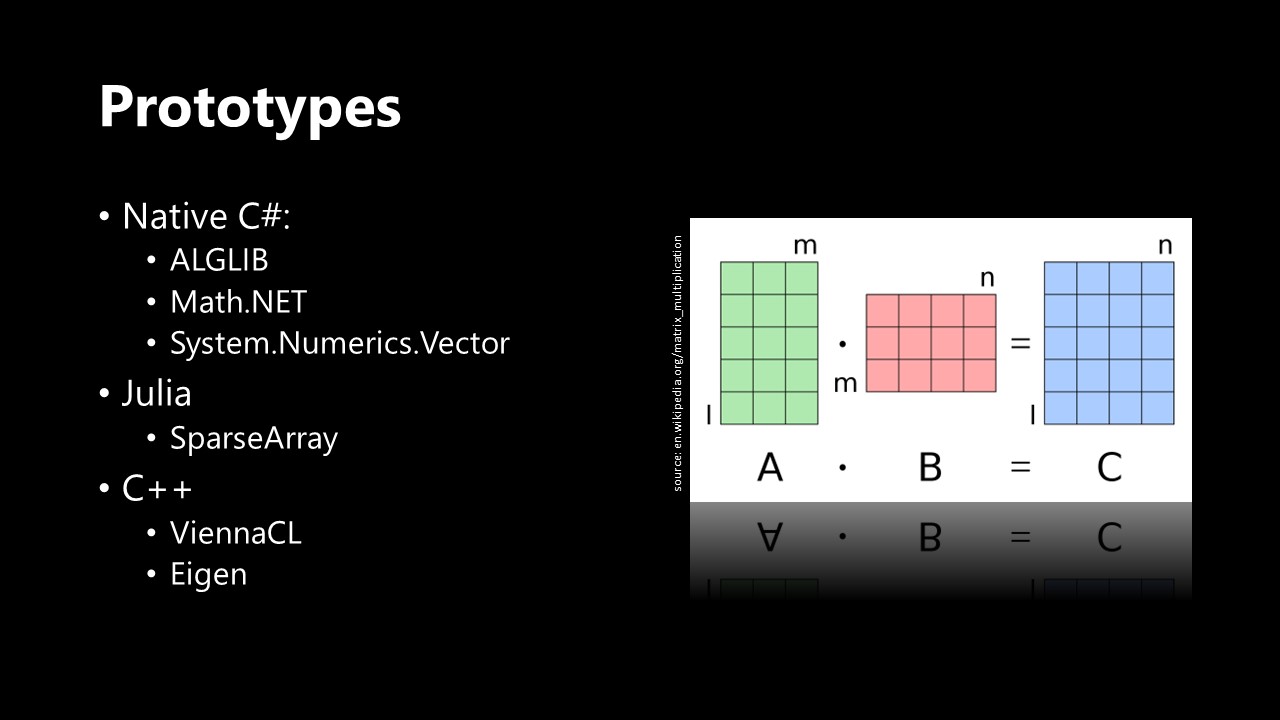 Prototypes
• Native C#:
• ALGLIB
• Math.NET
• System.Numerics.Vector
• Julia
• SparseArray
• C++
• ViennaCL
• Eigen
source: en.wikipedia.org/matrix_multiplication
m
n
n
·
=
m
l
l
A · B = C